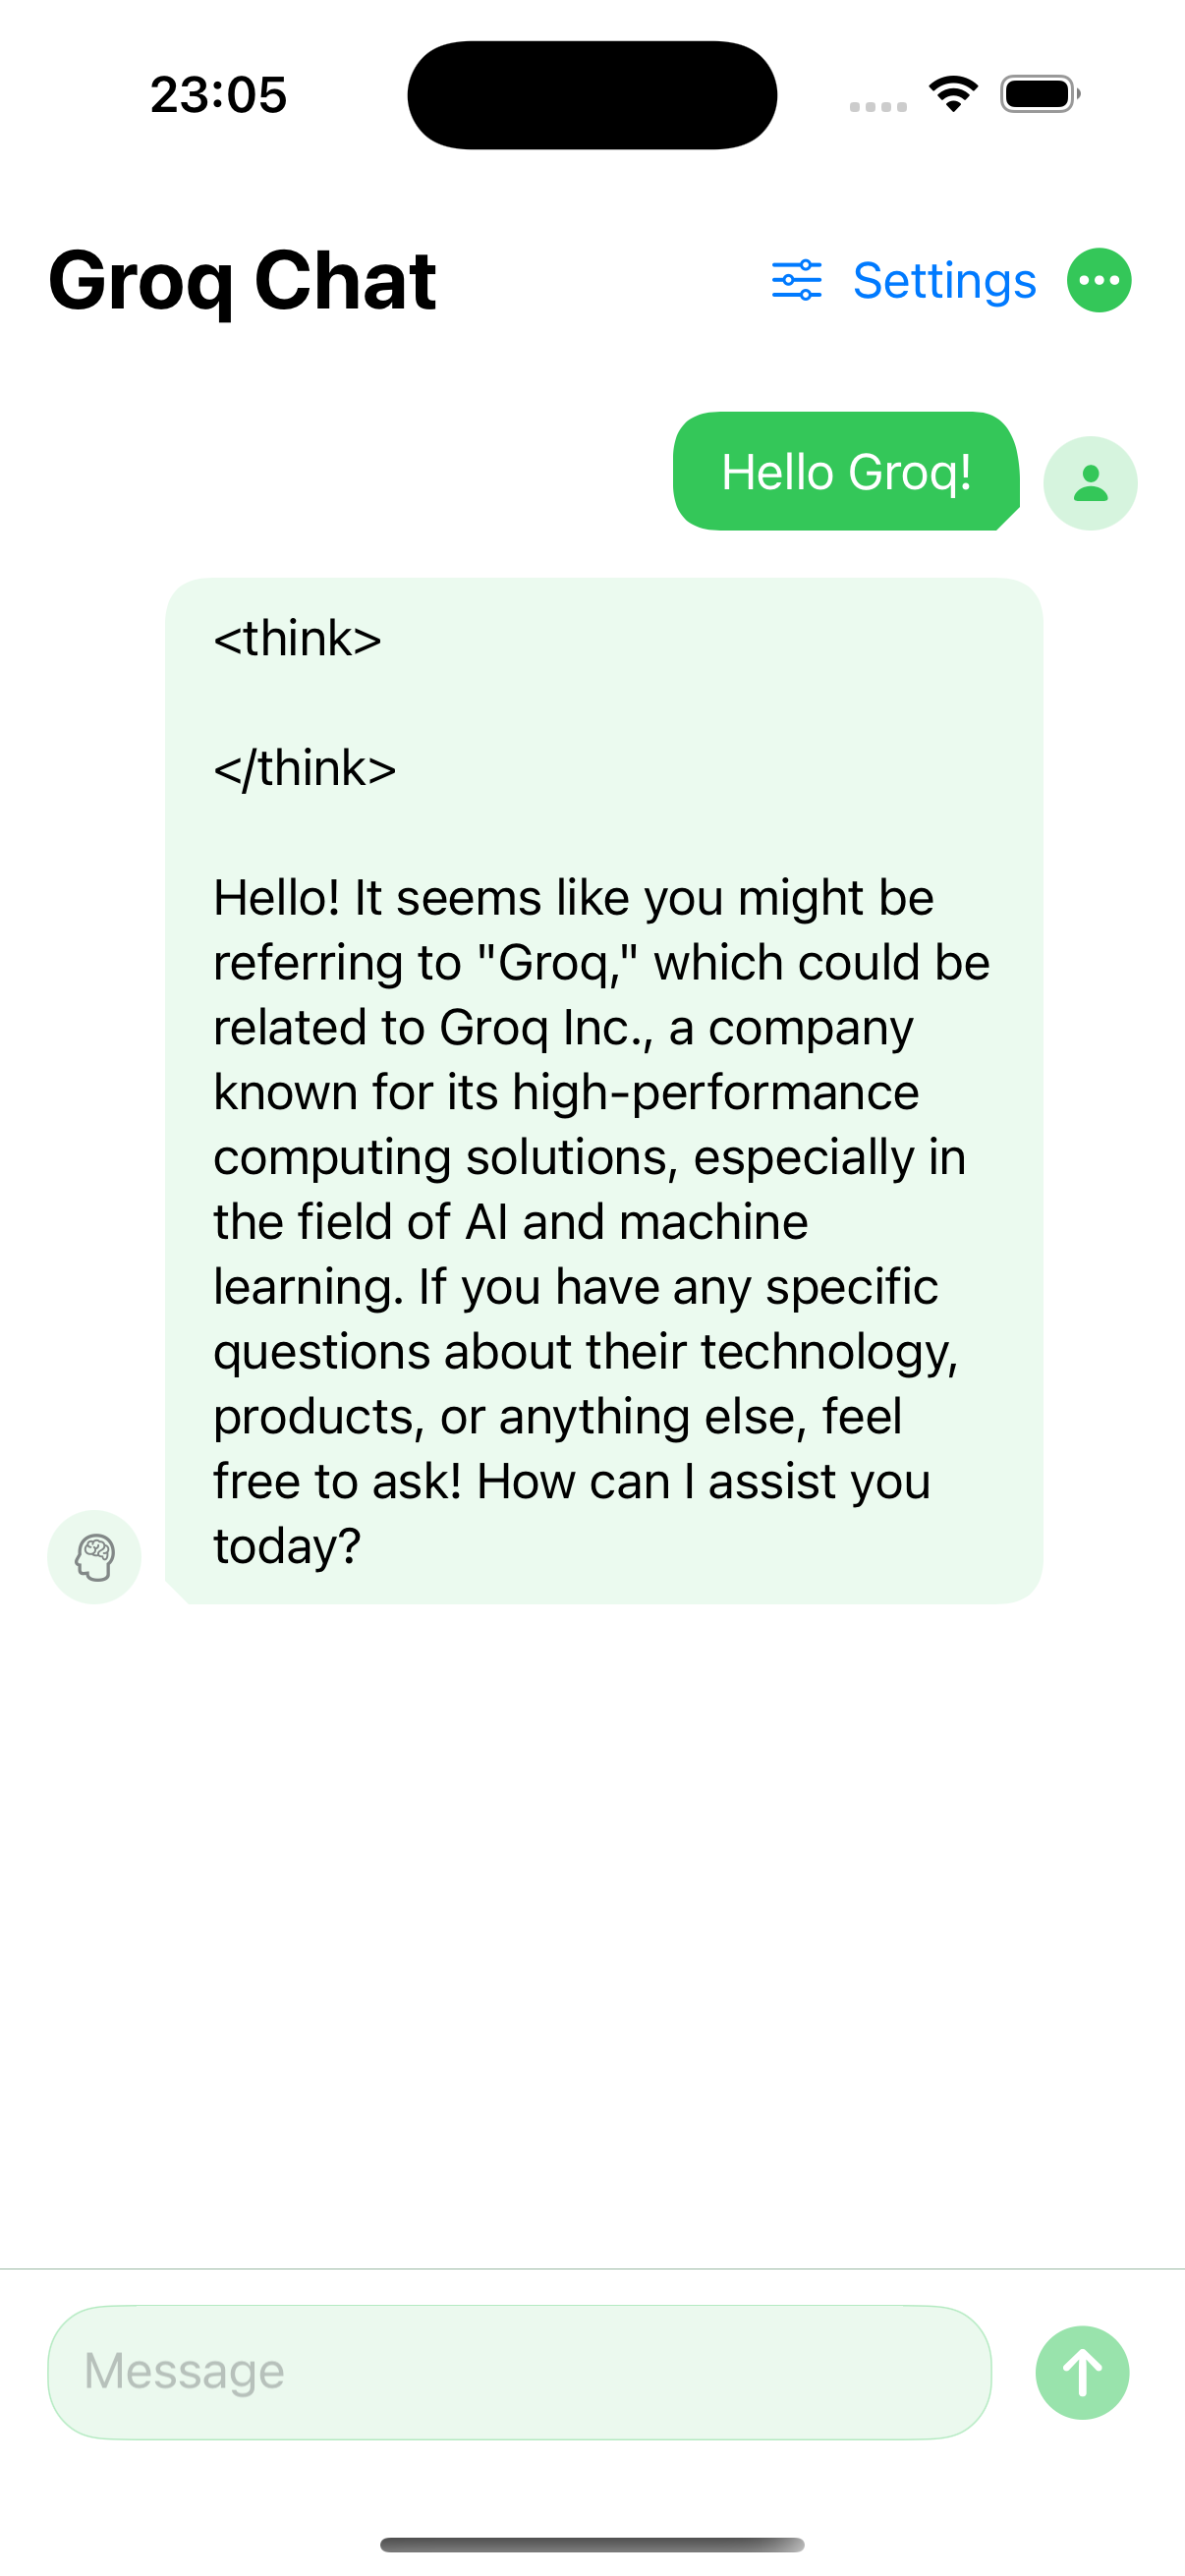 23:05
Groq Chat
Settings
Hello Groq!
<think>
</think>
Hello! It seems like you might be
referring to "Groq," which could be
related to Groq Inc., a company
known for its high-performance
computing solutions, especially in
the field of AI and machine
learning. If you have any specific
questions about their technology,
products, or anything else, feel
free to ask! How can I assist you
today?
Message